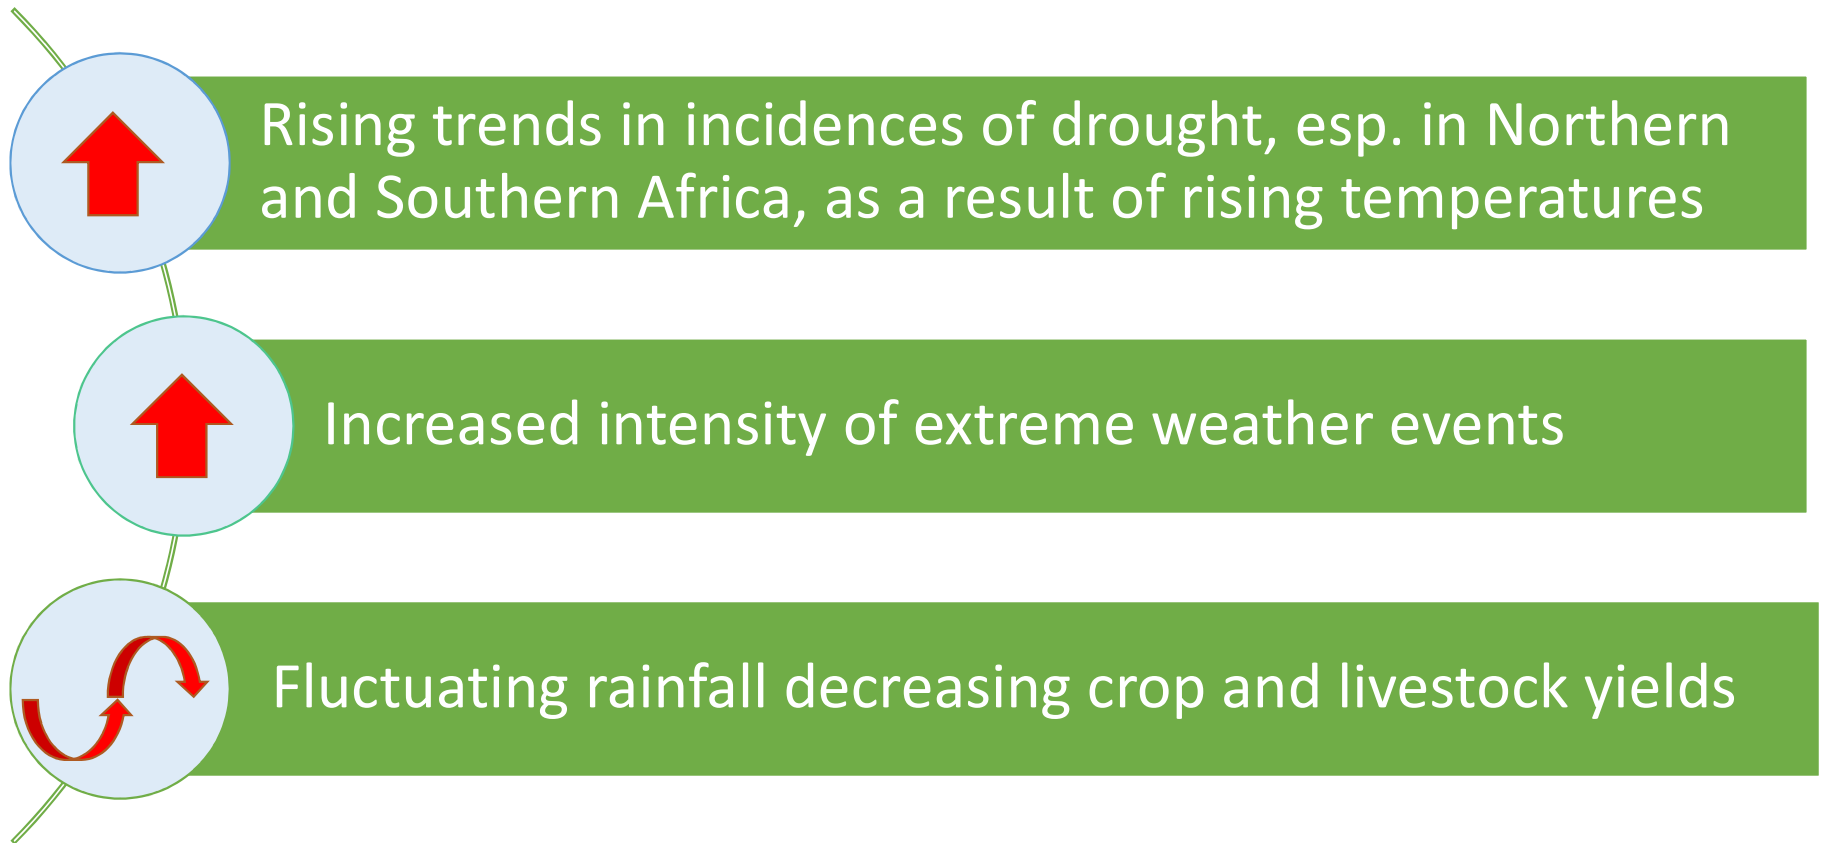 Rising trends in incidences of drought, esp. in Northern
and Southern Africa, as a result of rising temperatures
Increased intensity of extreme weather events
Fluctuating rainfall decreasing crop and livestock yields